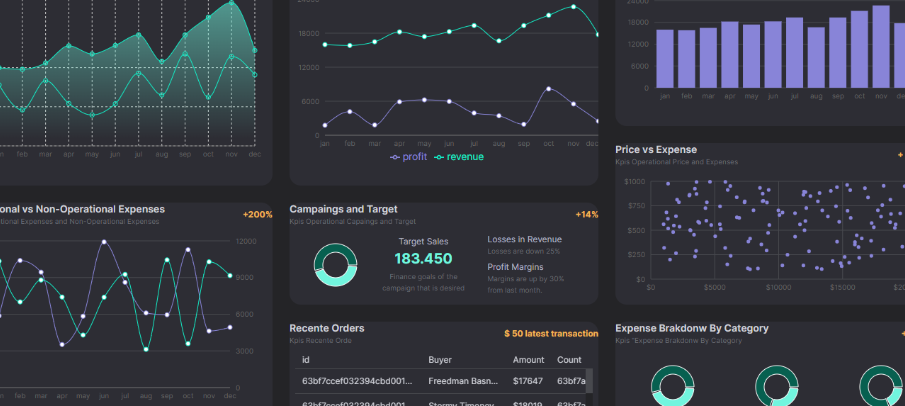 jan feb mar apr may jun jul aug sep oct nov dec
24000
18000
12000
6000
0
jan feb mar apr may jun jul aug sep oct nov dec
profit revenue
24000
18000
12000
6000
0
jan feb mar apr may jun jul aug sep oct nov dec
onal vs Non-Operational Expenses
+200%
tional Expenses and Non-Operational Expenses
12000
9000
6000
3000
0
feb mar apr may jun jul aug sep oct nov dec
Campaings and Target
+14%
Kpis Operational Capaings and Target
Target Sales
183.450
Finance goals of the
campeign that is desired
Losses in Revenue
Losses are down 25%
Profit Margins
Margins are up by 30%
from last month.
Price vs Expense
+
Kpis Operational Price and Expenses
$1000
$750
$500
$250
$0
$0 $5000 $10000 $15000 $20
Recente Orders
$ 50 latest transaction
Kpis Recente Orde
id Buyer Amount Count
63bf7ccef032394cbd001... Freedman Basn... $17647 63bf7a
63bf7ccef032394cbd001... Stormy Timoney $18019 63bf7a
Expense Brakdonw By Category
Kpis "Expense Brakdonw By Category